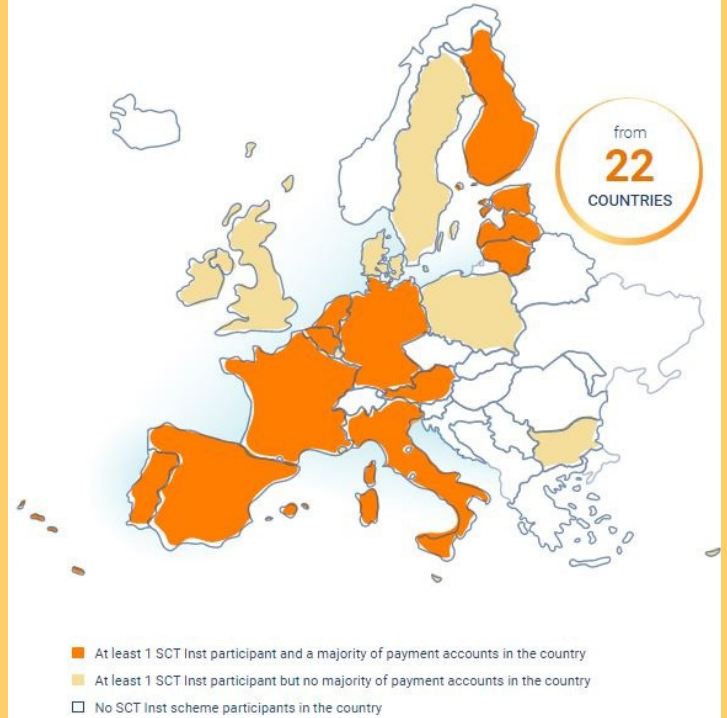 from
22
COUNTRIES
At least 1 SCT Inst participant and a majority of payment accounts in the country
At least 1 SCT Inst participant but no majority of payment accounts in the country
No SCT Inst scheme participants in the country